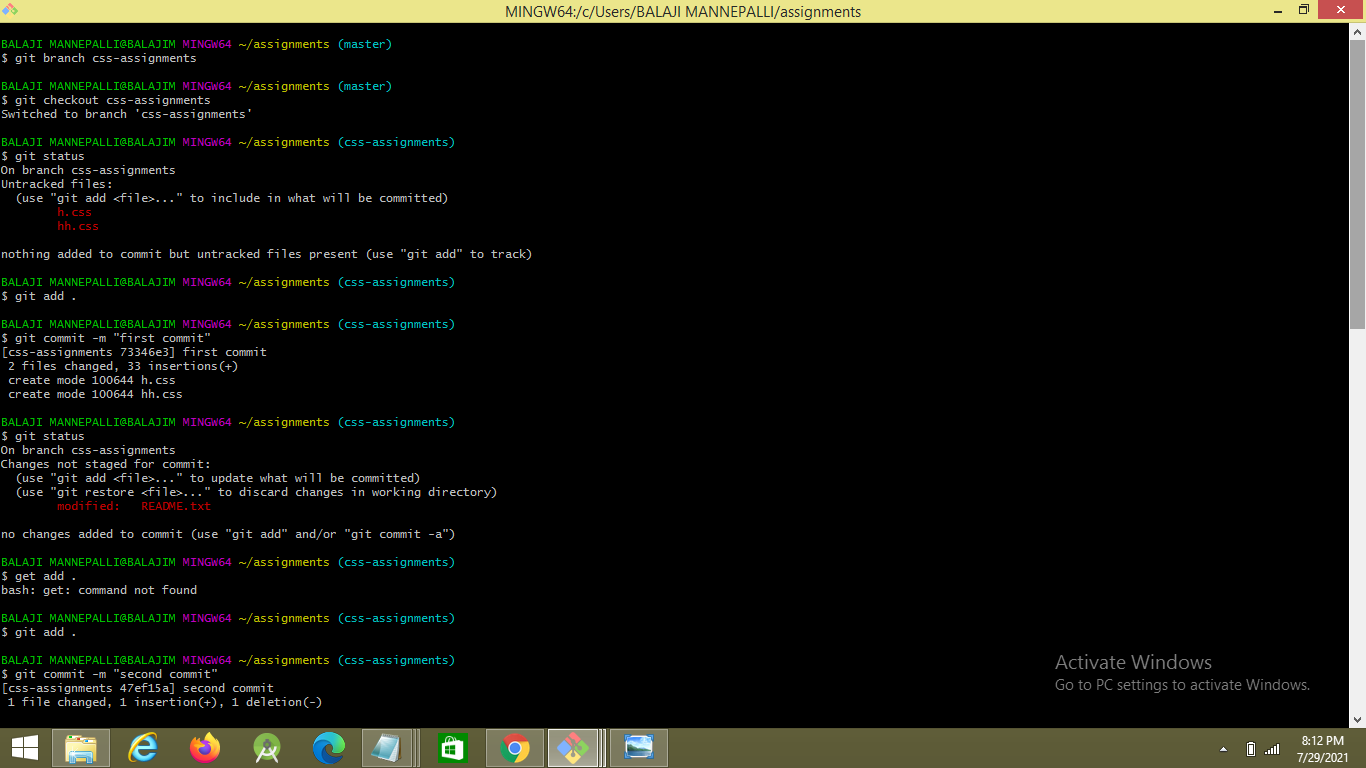 MINGW64:/c/Users/BALAJI MANNEPALLI/assignments
BALAJI MANNEPALLI@BALAJIM MINGW64 ~/assignments (master)
$ git branch css-assignments
BALAJI MANNEPALLI@BALAJIM MINGW64 ~/assignments (master)
$ git checkout css-assignments
Switched to branch 'css-assignments'
BALAJI MANNEPALLI@BALAJIM MINGW64 ~/assignments (css-assignments)
$ git status
On branch css-assignments
Untracked files:
(use "git add <file>..." to include in what will be committed)
h.css
hh.css
nothing added to commit but untracked files present (use "git add" to track)
BALAJI MANNEPALLI@BALAJIM MINGW64 ~/assignments (css-assignments)
$ git add .
BALAJI MANNEPALLI@BALAJIM MINGW64 ~/assignments (css-assignments)
$ git commit -m "first commit"
[css-assignments 73346e3] first commit
2 files changed, 33 insertions(+)
create mode 100644 h.css
create mode 100644 hh.css
BALAJI MANNEPALLI@BALAJIM MINGW64 ~/assignments (css-assignments)
$ git status
On branch css-assignments
Changes not staged for commit:
(use "git add <file>..." to update what will be committed)
(use "git restore <file>..." to discard changes in working directory)
modified: README.txt
no changes added to commit (use "git add" and/or "git commit -a")
BALAJI MANNEPALLI@BALAJIM MINGW64 ~/assignments (css-assignments)
$ get add .
bash: get: command not found
BALAJI MANNEPALLI@BALAJIM MINGW64 ~/assignments (css-assignments)
$ git add .
BALAJI MANNEPALLI@BALAJIM MINGW64 ~/assignments (css-assignments)
$ git commit -m "second commit"
[css-assignments 47ef15a] second commit
1 file changed, 1 insertion(+), 1 deletion(-)
Activate Windows
Go to PC settings to activate Windows.
8:12 PM
7/29/2021